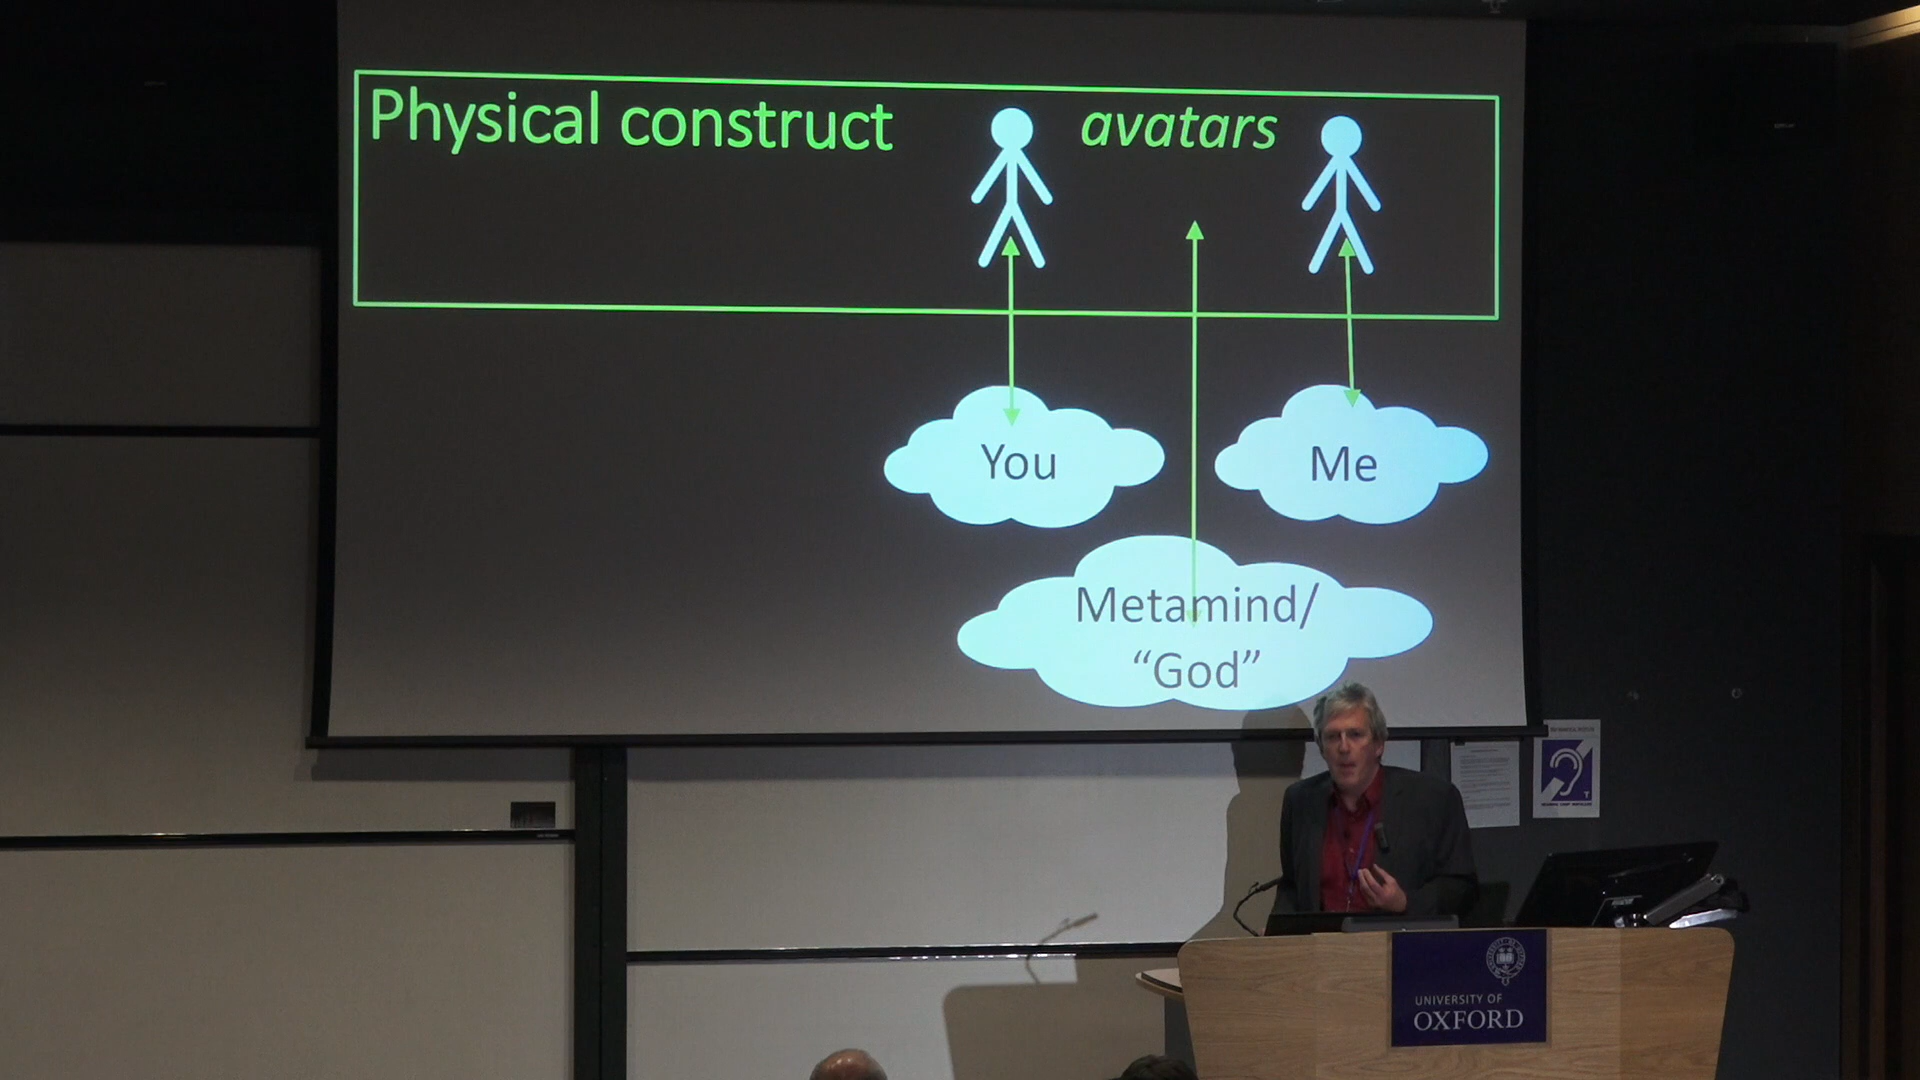 Physical construct
avatars
You
Me
Metamind/
“God”
UNIVERSITY OF
OXFORD